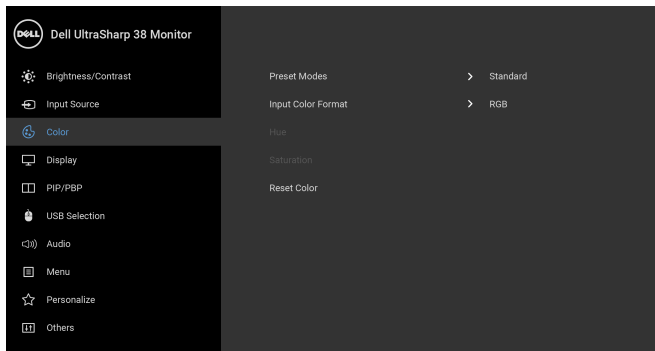 DELL Dell UltraSharp 38 Monitor
Brightness/Contrast
Input Source
Color
Display
PIP/PBP
USB Selection
Audio
Menu
Personalize
Others
Preset Modes > Standard
Input Color Format > RGB
Hue
Saturation
Reset Color